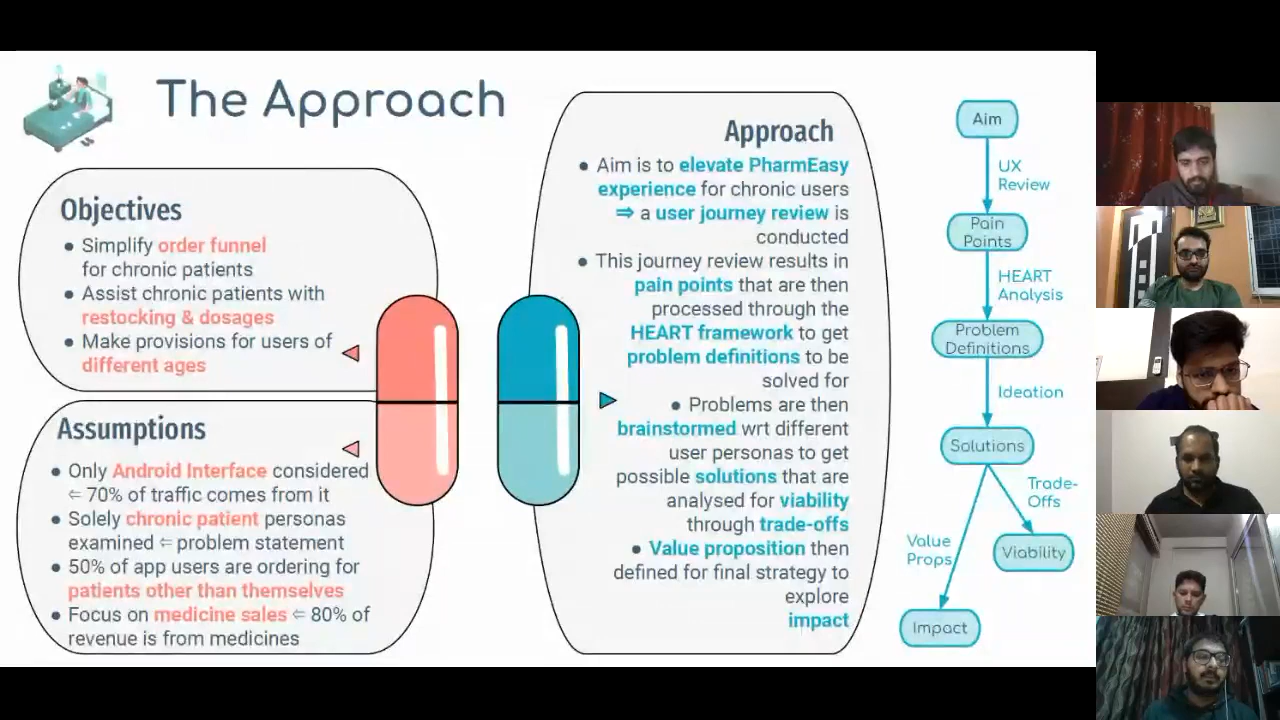 The Approach
Objectives
● Simplify order funnel
for chronic patients
● Assist chronic patients with
restocking & dosages
● Make provisions for users of
different ages
Assumptions
● Only Android Interface considered
⇐ 70% of traffic comes from it
● Solely chronic patient personas
examined ⇐ problem statement
● 50% of app users are ordering for
patients other than themselves
● Focus on medicine sales ⇐ 80% of
revenue is from medicines
Approach
● Aim is to elevate PharmEasy
experience for chronic users
⇒ a user journey review is
conducted
● This journey review results in
pain points that are then
processed through the
HEART framework to get
problem definitions to be
solved for
● Problems are then
brainstormed wrt different
user personas to get
possible solutions that are
analysed for viability
through trade-offs
● Value proposition then
defined for final strategy to
explore
impact
Aim
UX
Review
Pain
Points
HEART
Analysis
Problem
Definitions
Ideation
Solutions
Trade-
Offs
Value
Props
Viability
Impact